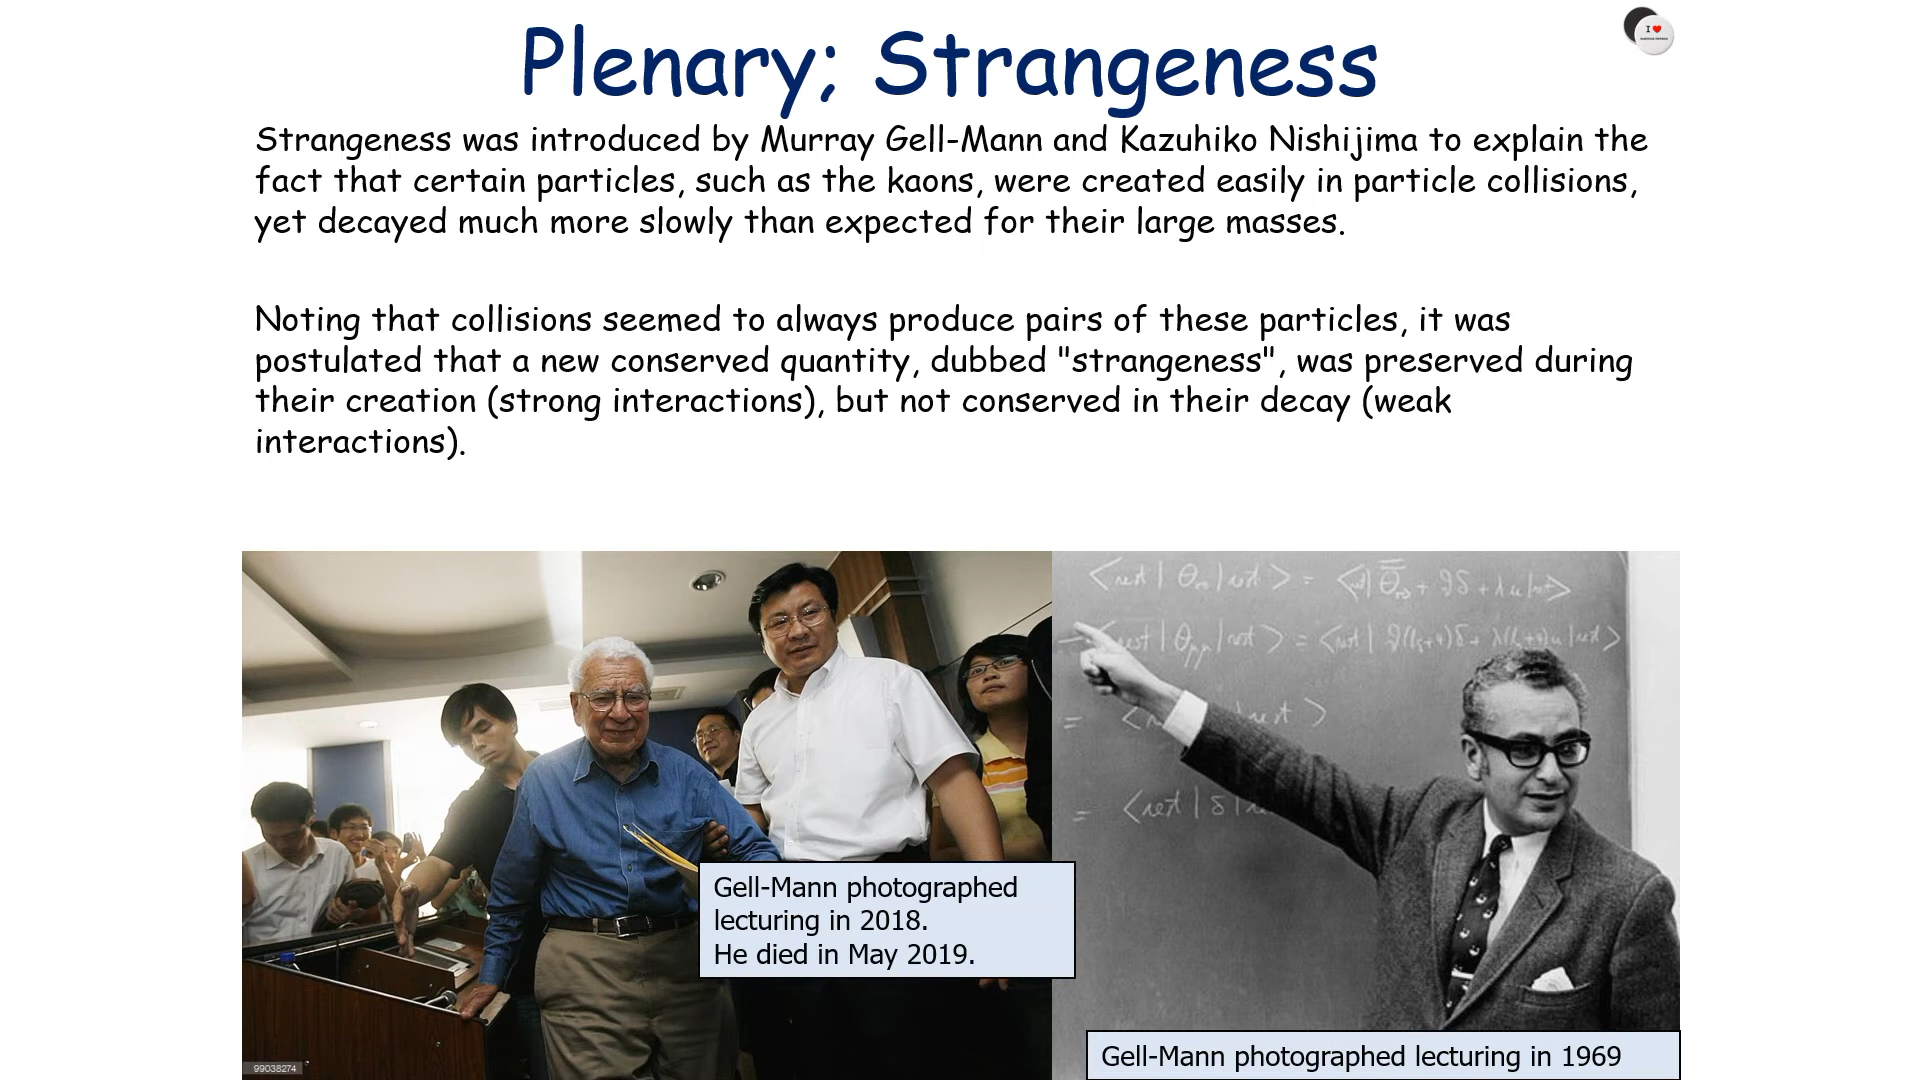 Plenary; Strangeness
I ❤
Strangeness was introduced by Murray Gell-Mann and Kazuhiko Nishijima to explain the
fact that certain particles, such as the kaons, were created easily in particle collisions,
yet decayed much more slowly than expected for their large masses.
Noting that collisions seemed to always produce pairs of these particles, it was
postulated that a new conserved quantity, dubbed "strangeness", was preserved during
their creation (strong interactions), but not conserved in their decay (weak
interactions).
Gell-Mann photographed
lecturing in 2018.
He died in May 2019.
99038274
Gell-Mann photographed lecturing in 1969